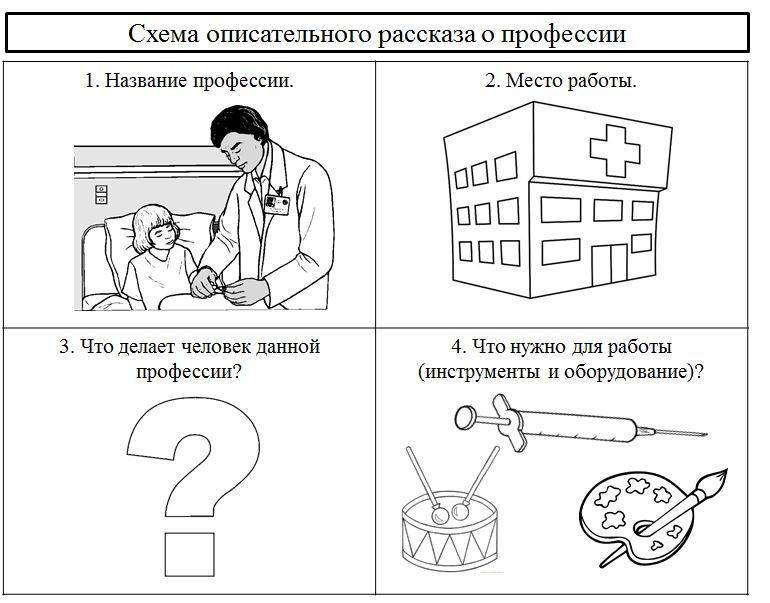 Схема описательного рассказа о профессии
1. Название профессии.
2. Место работы.
3. Что делает человек данной
профессии?
4. Что нужно для работы
(инструменты и оборудование)?